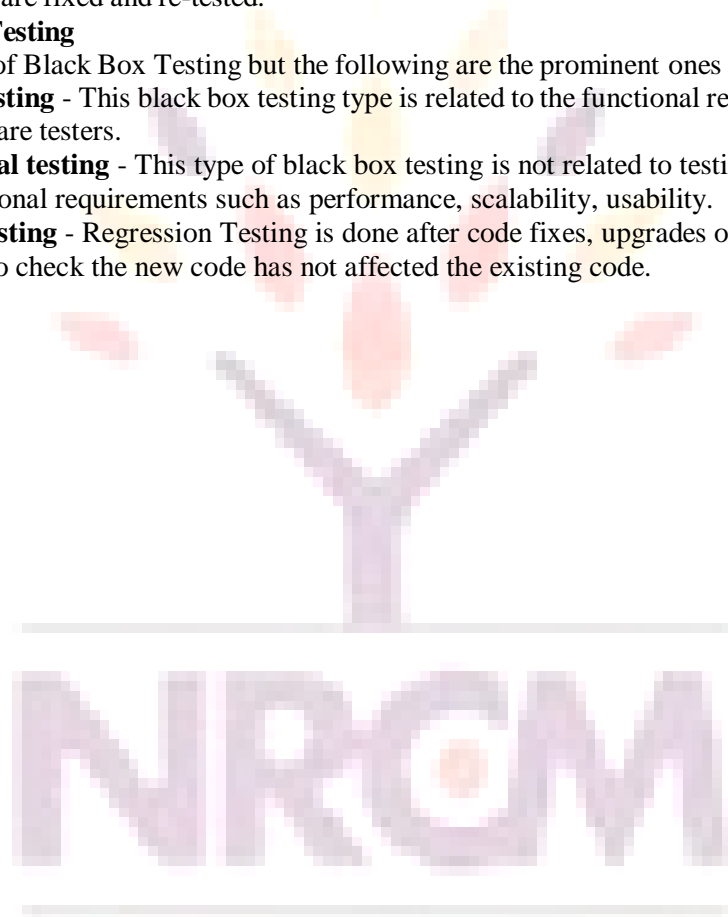 are fixed and re-tested.
Testing
of Black Box Testing but the following are the prominent ones
sting - This black box testing type is related to the functional re
are testers.
al testing - This type of black box testing is not related to testi
onal requirements such as performance, scalability, usability.
sting - Regression Testing is done after code fixes, upgrades o
o check the new code has not affected the existing code.
NRCM